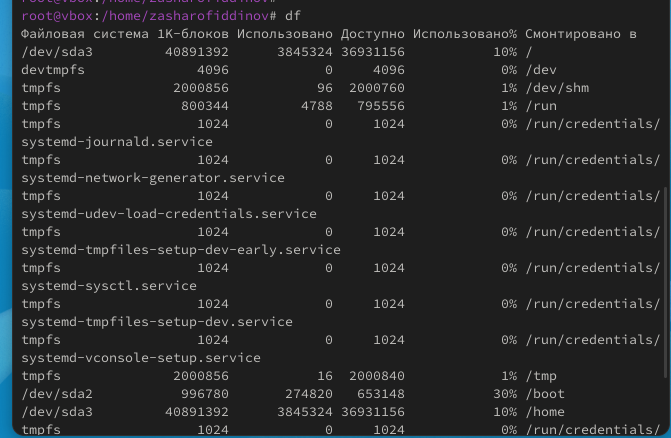 root@vbox:/home/zasharofiddinov#
root@vbox:/home/zasharofiddinov# df
Файловая система 1K-блоков Использовано Доступно Использовано% Смонтировано в
/dev/sda3 40891392 3845324 36931156 10% /
devtmpfs 4096 0 4096 0% /dev
tmpfs 2000856 96 2000760 1% /dev/shm
tmpfs 800344 4788 795556 1% /run
tmpfs 1024 0 1024 0% /run/credentials/
systemd-journald.service
tmpfs 1024 0 1024 0% /run/credentials/
systemd-network-generator.service
tmpfs 1024 0 1024 0% /run/credentials/
systemd-udev-load-credentials.service
tmpfs 1024 0 1024 0% /run/credentials/
systemd-tmpfiles-setup-dev-early.service
tmpfs 1024 0 1024 0% /run/credentials/
systemd-sysctl.service
tmpfs 1024 0 1024 0% /run/credentials/
systemd-tmpfiles-setup-dev.service
tmpfs 1024 0 1024 0% /run/credentials/
systemd-vconsole-setup.service
tmpfs 2000856 16 2000840 1% /tmp
/dev/sda2 996780 274820 653148 30% /boot
/dev/sda3 40891392 3845324 36931156 10% /home
tmpfs 1024 0 1024 0% /run/credentials/